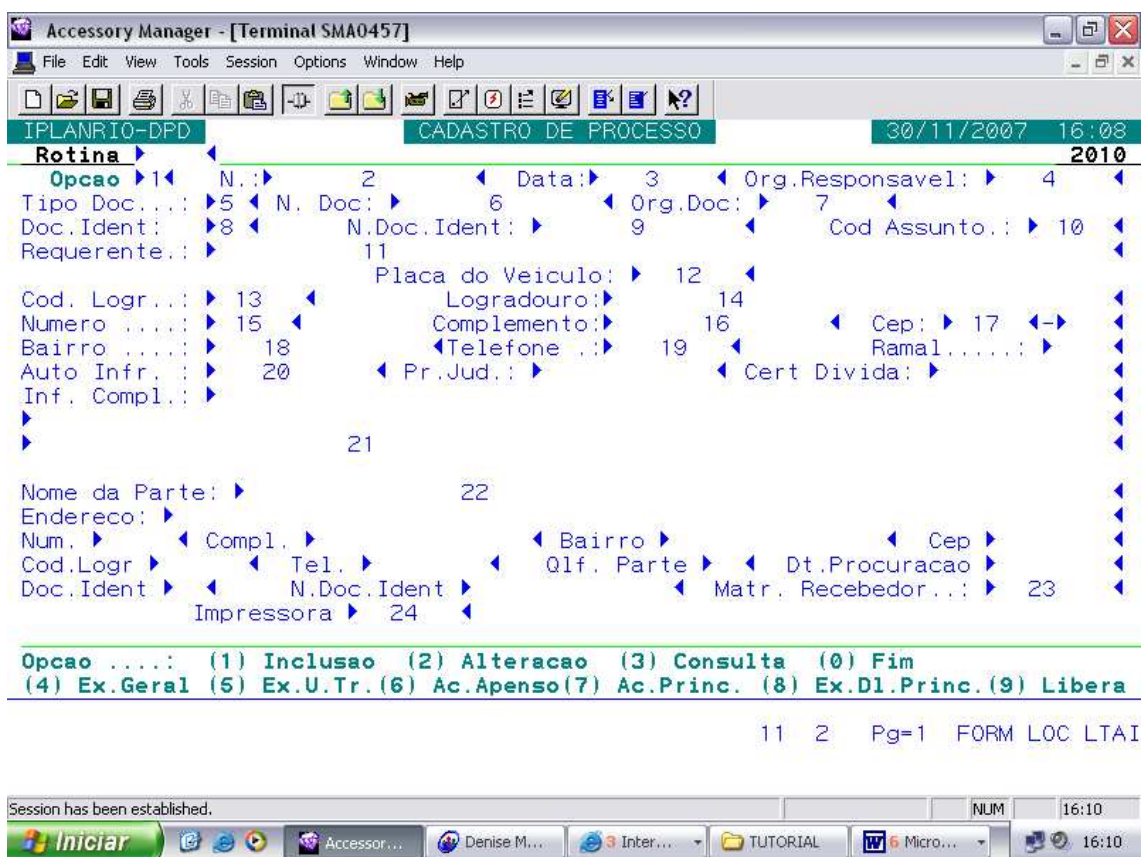 Accessory Manager - [Terminal SMA0457]
File Edit View Tools Session Options Window Help
IPLANRIO-DPD CADASTRO DE PROCESSO 30/11/2007 16:08
Rotina 2010
Opcao 1 N.: 2 Data: 3 Org.Responsavel: 4
Tipo Doc...: 5 N. Doc: 6 Org.Doc: 7
Doc.Ident: 8 N.Doc.Ident: 9 Cod Assunto.: 10
Requerente.: 11
Placa do Veiculo: 12
Cod. Logr..: 13 Logradouro: 14
Numero ....: 15 Complemento: 16 Cep: 17 -
Bairro ....: 18 Telefone .: 19 Ramal.....:
Auto Infr. : 20 Pr.Jud.: Cert Divida:
Inf. Compl.:
21
Nome da Parte: 22
Endereco:
Num. Compl. Bairro Cep
Cod.Logr Tel. Qlf. Parte Dt.Procuracao
Doc.Ident N.Doc.Ident Matr. Recebedor..: 23
Impressora 24
Opcao ....: (1) Inclusao (2) Alteracao (3) Consulta (0) Fim
(4) Ex.Geral (5) Ex.U.Tr.(6) Ac.Apenso(7) Ac.Princ. (8) Ex.Dl.Princ.(9) Libera
11 2 Pg=1 FORM LOC LTAI
Session has been established. NUM 16:10
Iniciar Accessor... Denise M... 3 Inter... TUTORIAL 6 Micro... 16:10